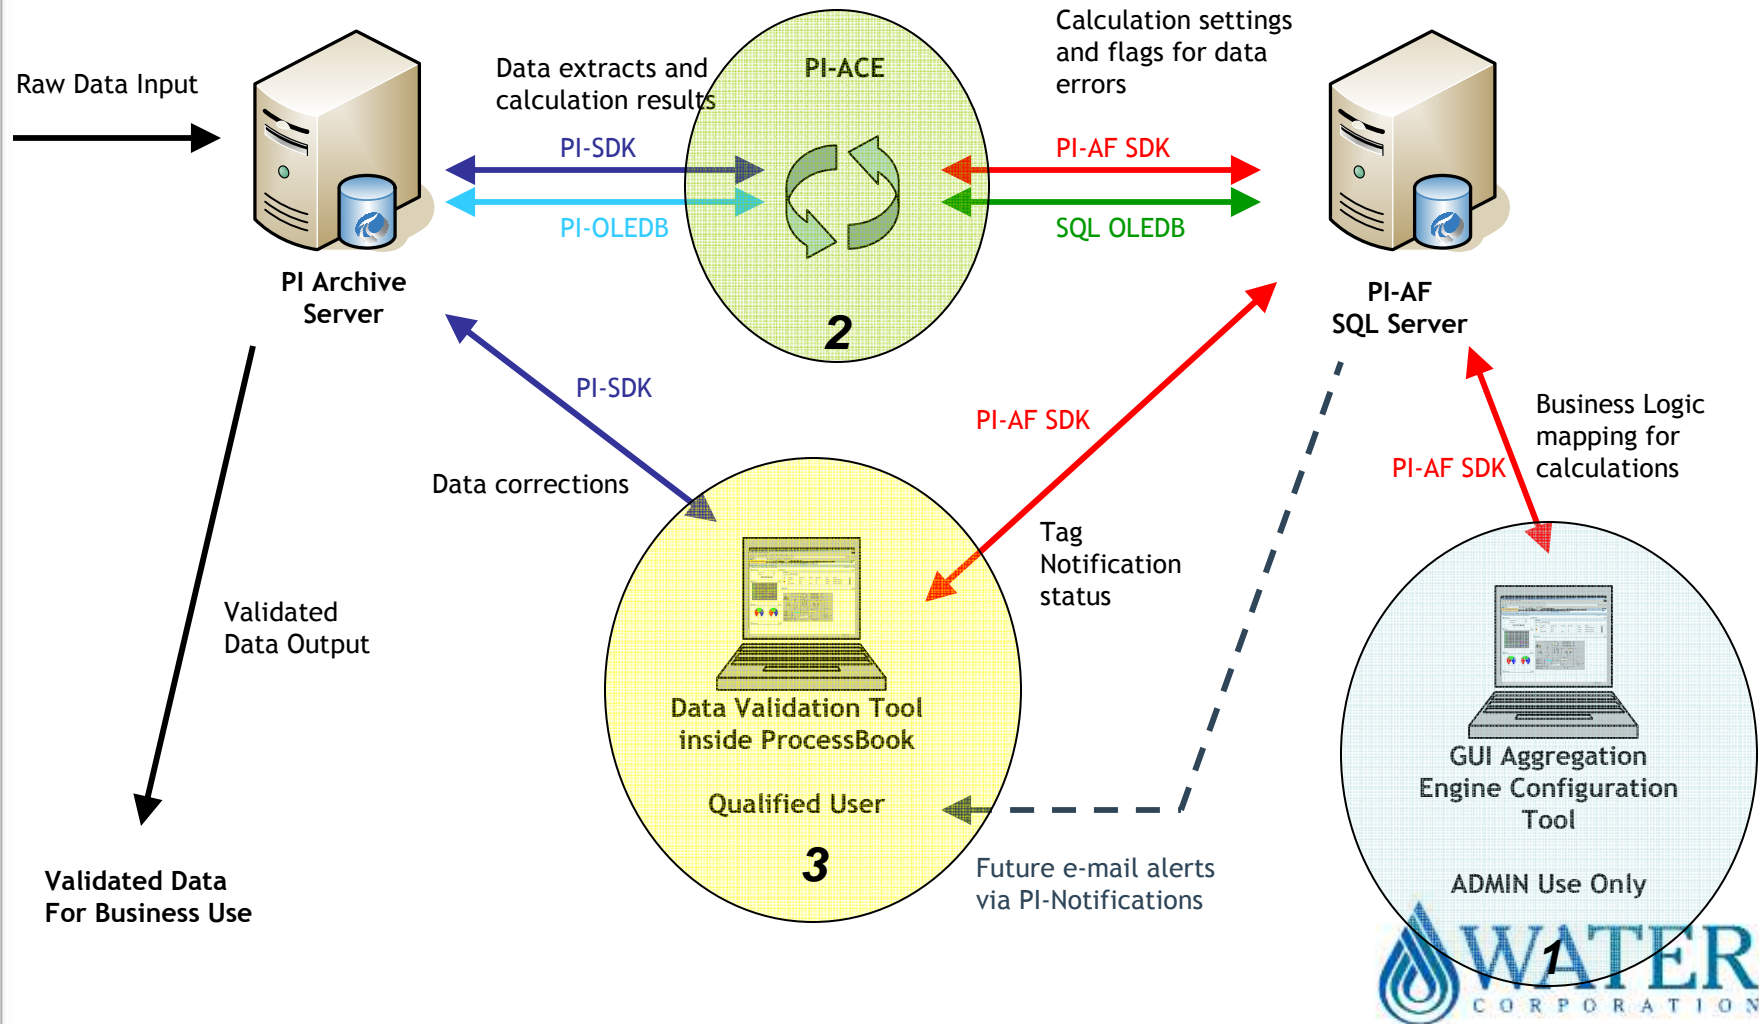 Raw Data Input
Data extracts and
calculation results
PI-SDK
PI-OLEDB
PI-ACE
2
Calculation settings
and flags for data
errors
PI-AF SDK
SQL OLEDB
PI Archive
Server
PI-AF
SQL Server
PI-SDK
Data corrections
PI-AF SDK
Tag
Notification
status
PI-AF SDK
Business Logic
mapping for
calculations
Validated
Data Output
Validated Data
For Business Use
Data Validation Tool
inside ProcessBook
Qualified User
3
Future e-mail alerts
via PI-Notifications
GUI Aggregation
Engine Configuration
Tool
ADMIN Use Only
1
WATER
CORPORATION